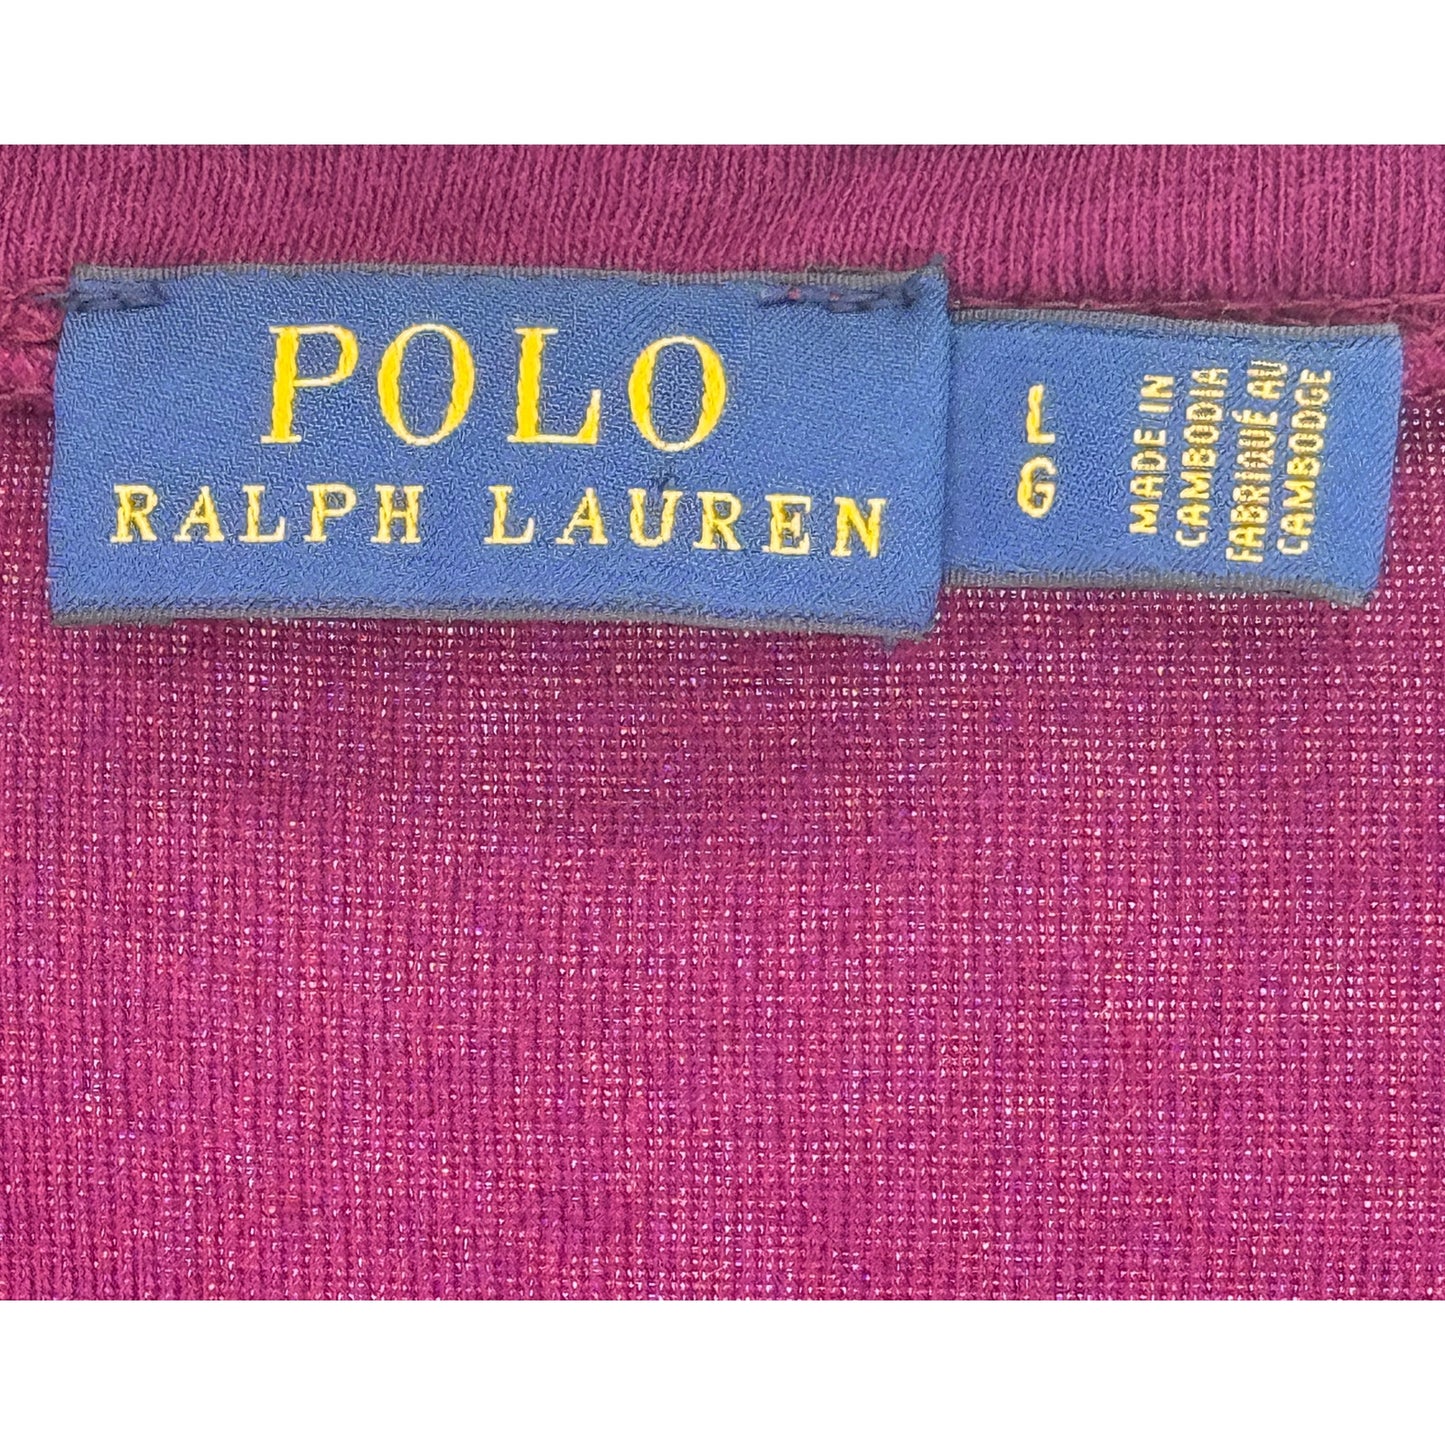 POLO
RALPH LAUREN
L
G
MADE IN
CAMBODIA
FABRIQUÉ AU
CAMBODGE